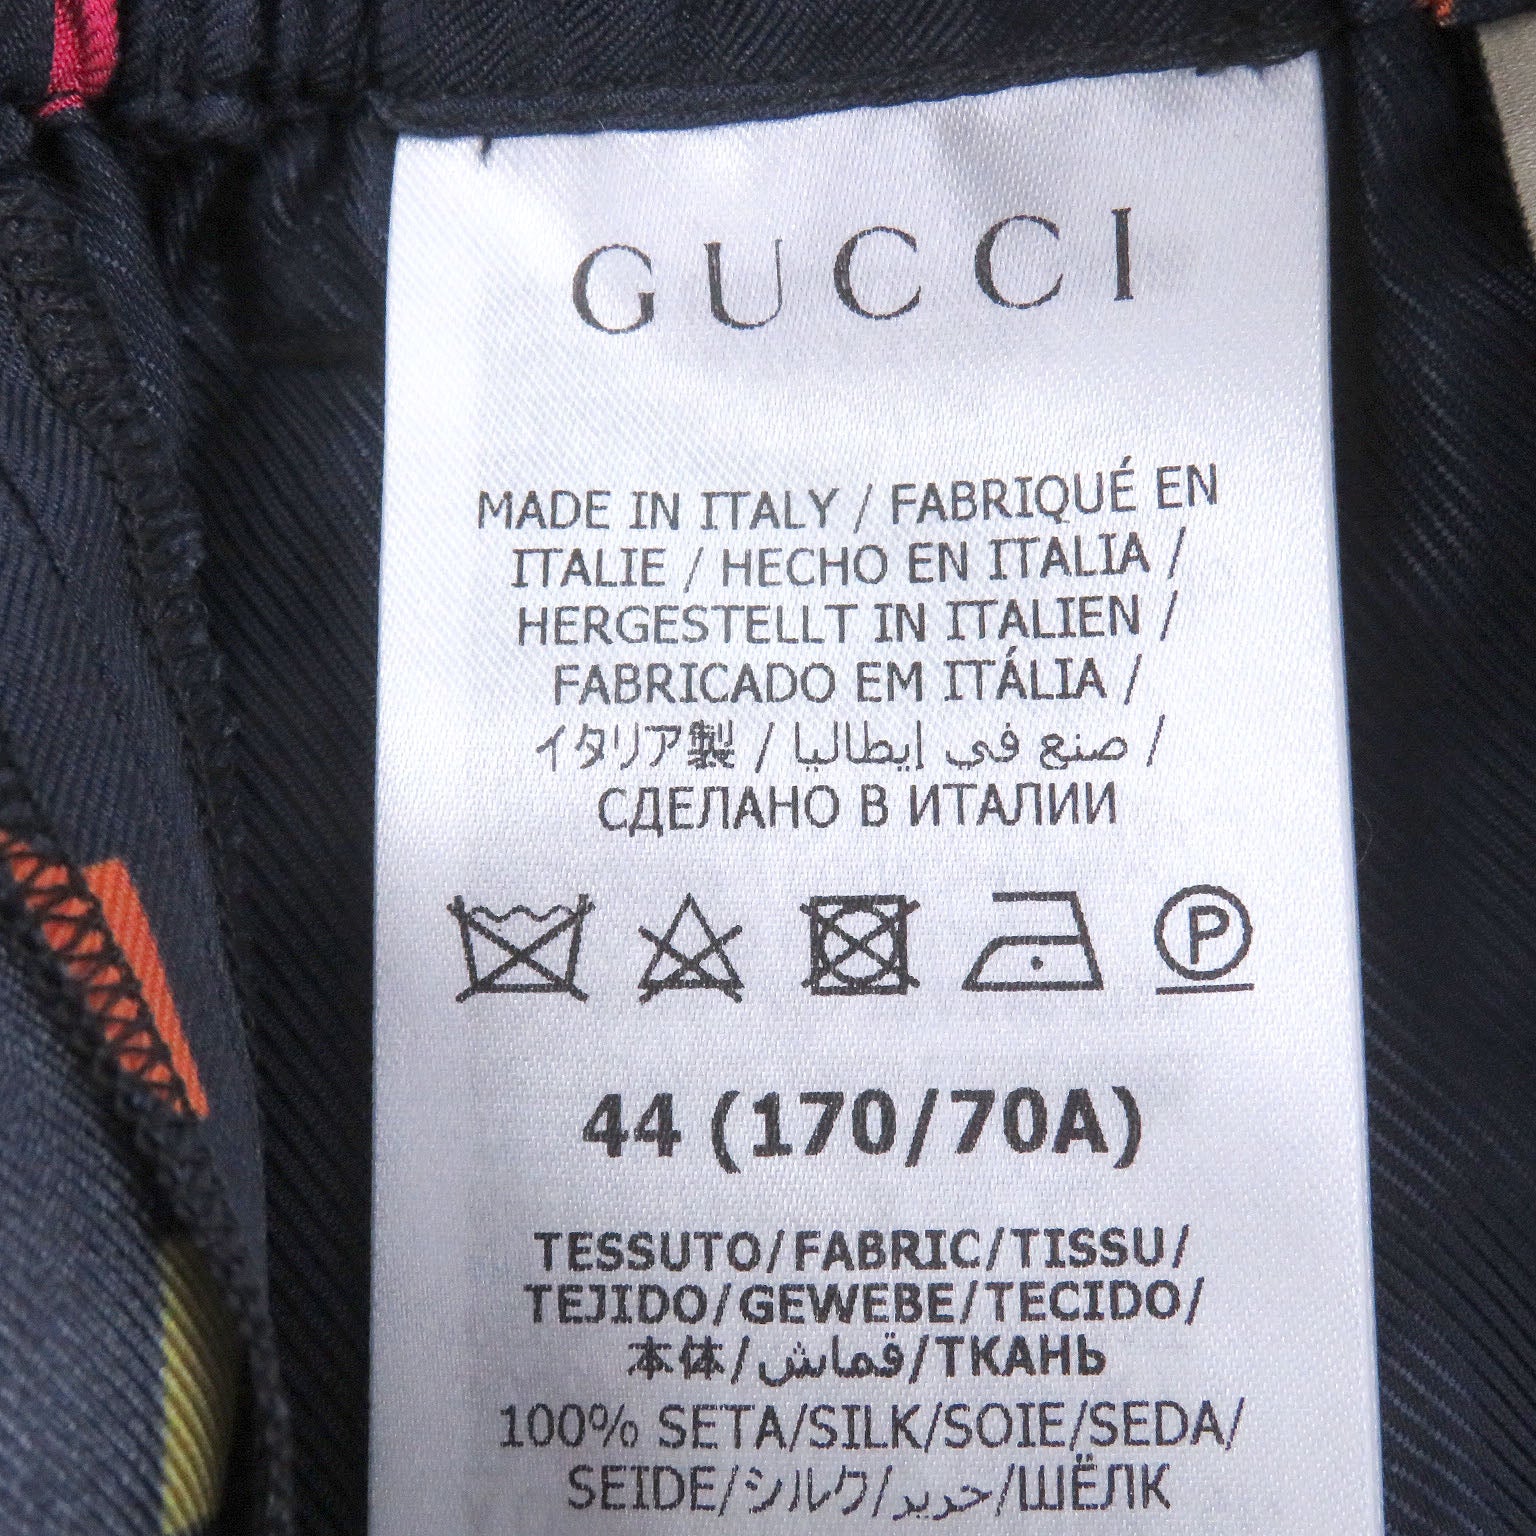 GUCCI
MADE IN ITALY / FABRIQUÉ EN
ITALIE / HECHO EN ITALIA /
HERGESTELLT IN ITALIEN /
FABRICADO EM ITÁLIA /
イタリア製 / صنع في إيطاليا /
СДЕЛАНО В ИТАЛИИ
P
44 (170/70A)
TESSUTO/FABRIC/TISSU/
TEJIDO/GEWEBE/TECIDO/
本体/قماش/ТКАНЬ
100% SETA/SILK/SOIE/SEDA/
SEIDE/シルク/حرير/ШЁЛК